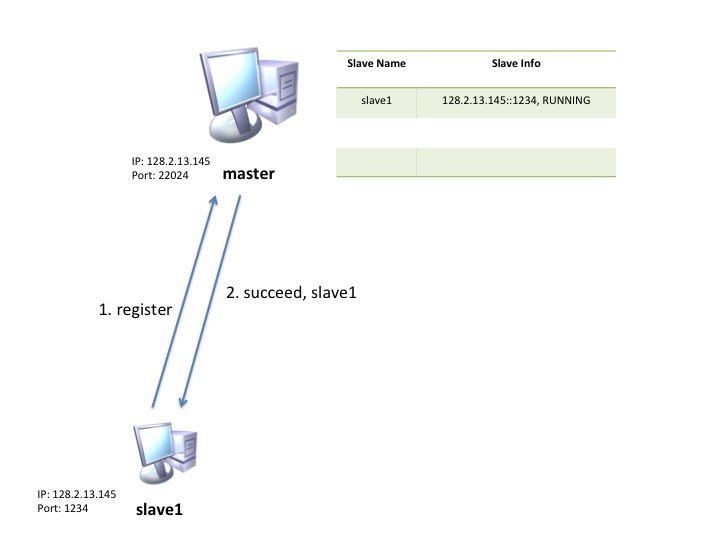 Slave Name Slave Info
slave1 128.2.13.145::1234, RUNNING
IP: 128.2.13.145
Port: 22024
master
2. succeed, slave1
1. register
IP: 128.2.13.145
Port: 1234
slave1